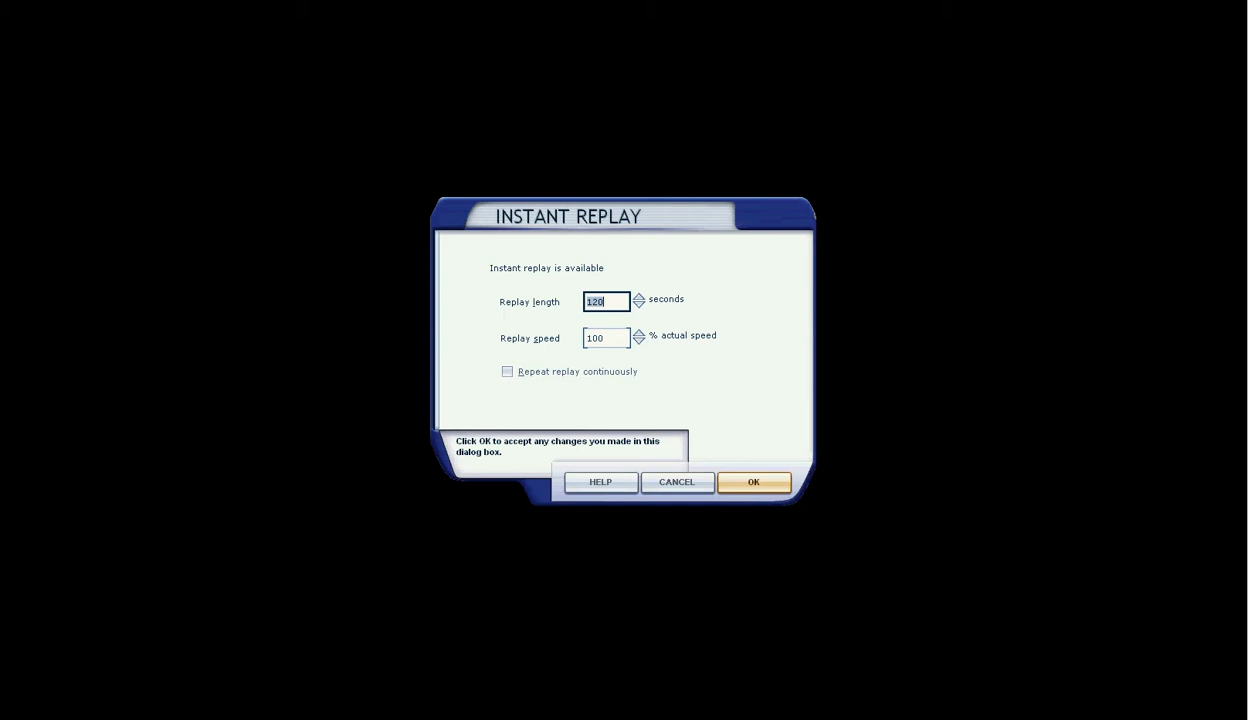 INSTANT REPLAY
Instant replay is available
Replay length 120 seconds
Replay speed 100 % actual speed
Repeat replay continuously
Click OK to accept any changes you made in this
dialog box.
HELP CANCEL OK